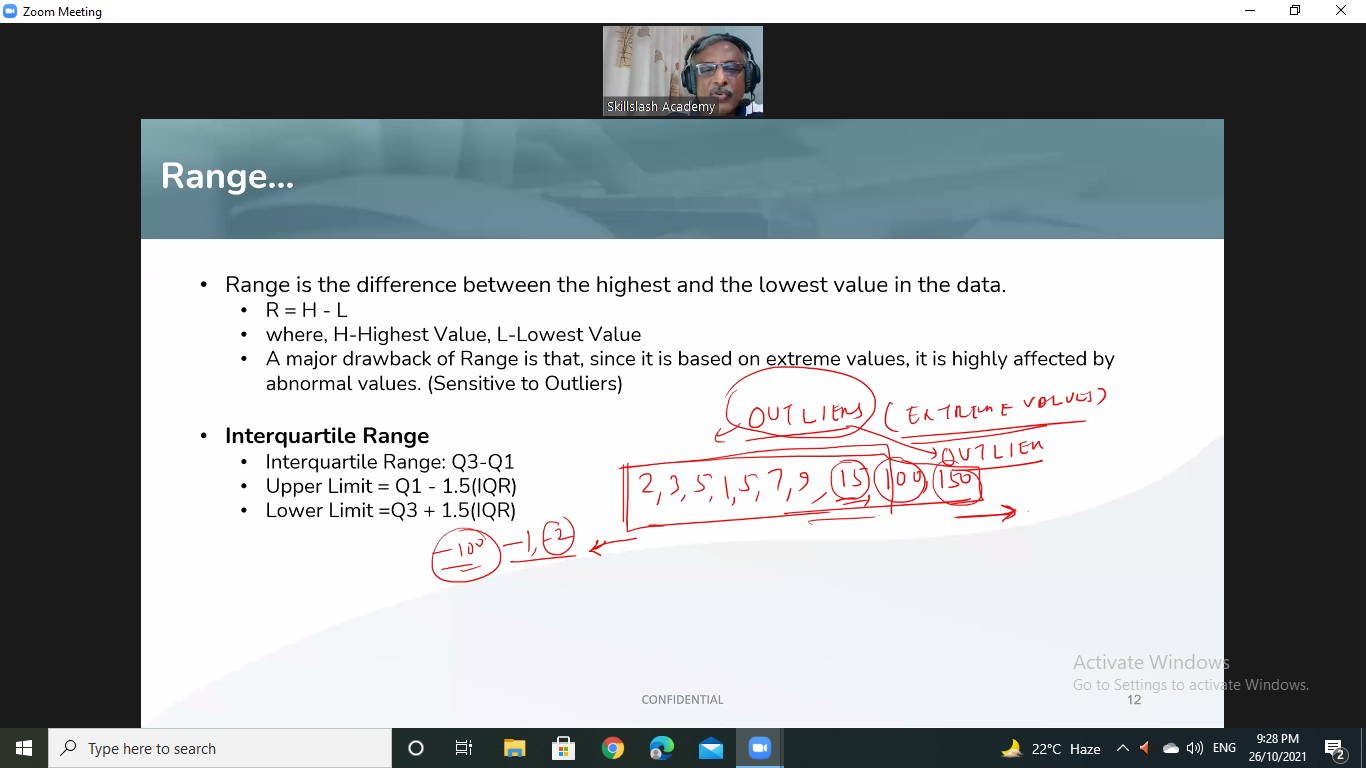 Zoom Meeting
Skillslash Academy
Range...
• Range is the difference between the highest and the lowest value in the data.
• R = H - L
• where, H-Highest Value, L-Lowest Value
• A major drawback of Range is that, since it is based on extreme values, it is highly affected by
abnormal values. (Sensitive to Outliers)
OUTLIERS (EXTREME VALUES)
• Interquartile Range
OUTLIER
• Interquartile Range: Q3-Q1
• Upper Limit = Q1 - 1.5(IQR)
• Lower Limit =Q3 + 1.5(IQR)
2, 3, 5, 1, 5, 7, 9, 15, 100, 150
-100 -1, -2
Activate Windows
Go to Settings to activate Windows.
CONFIDENTIAL
12
Type here to search
22°C Haze
ENG
9:28 PM
26/10/2021
2